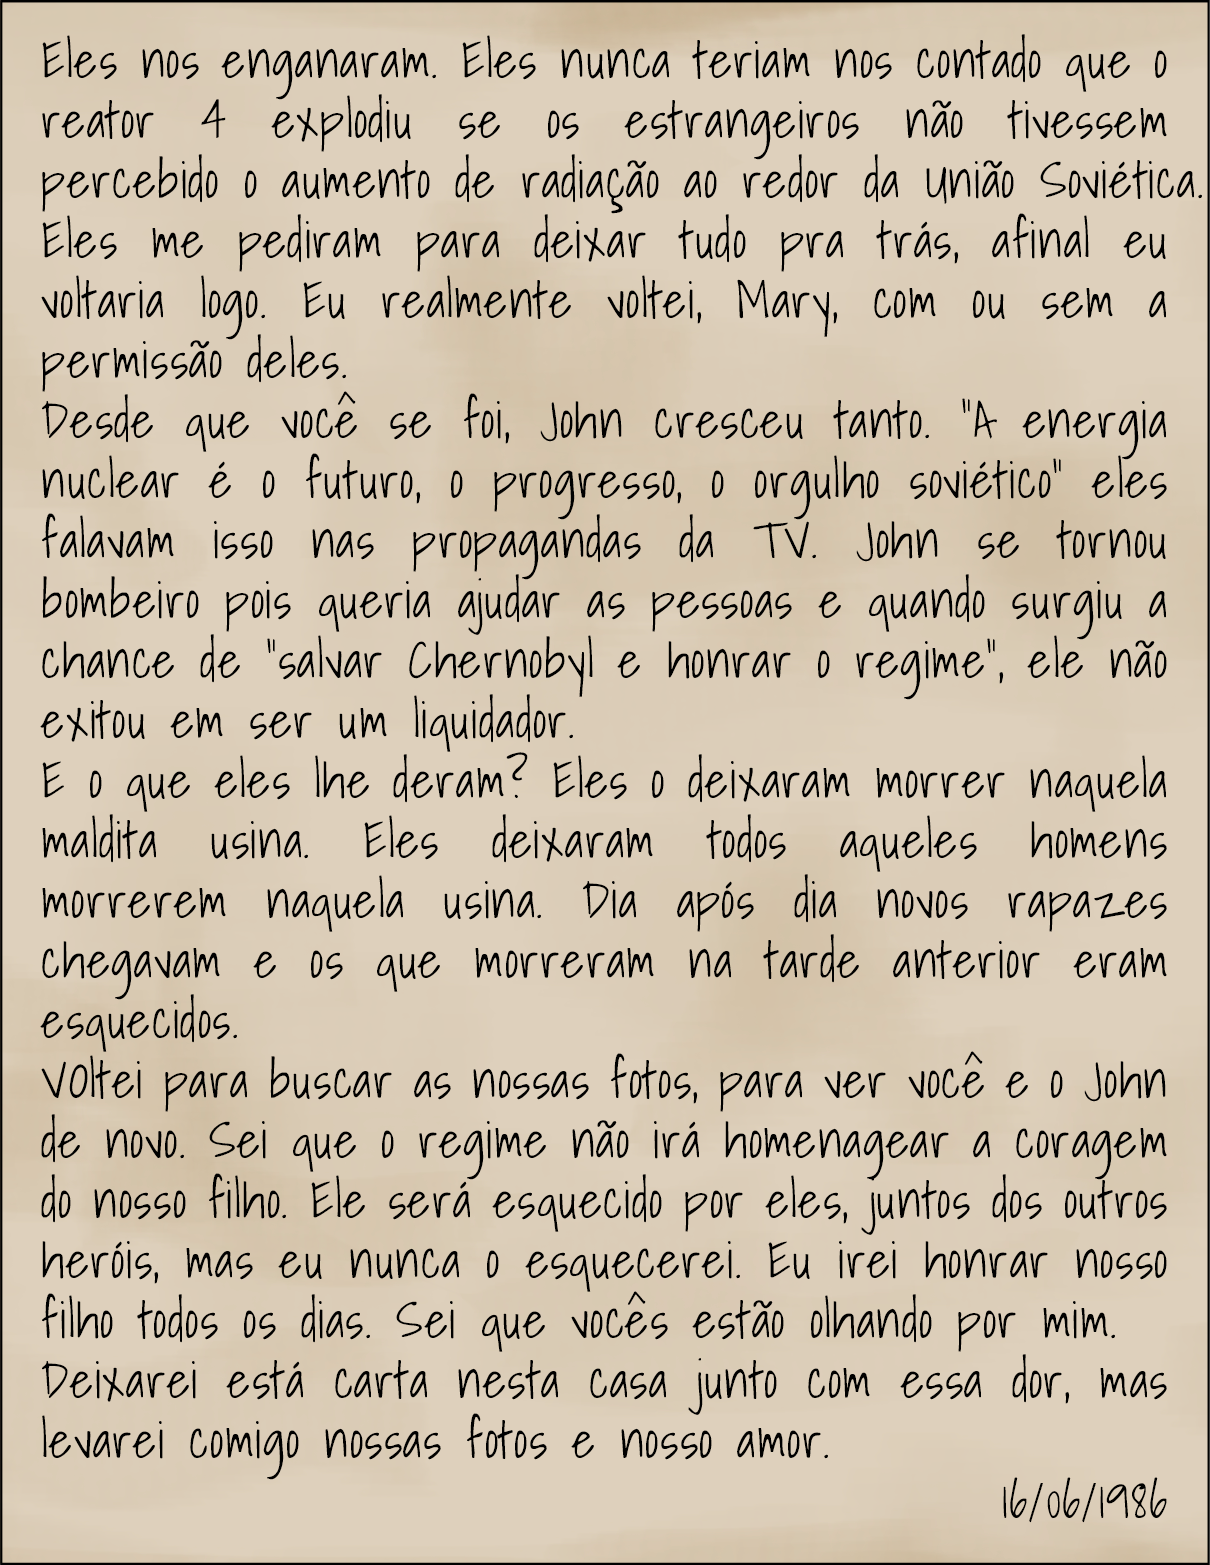 Eles nos enganaram. Eles nunca teriam nos contado que o
reator 4 explodiu se os estrangeiros não tivessem
percebido o aumento de radiação ao redor da União Soviética.
Eles me pediram para deixar tudo pra trás, afinal eu
voltaria logo. Eu realmente voltei, Mary, com ou sem a
permissão deles.
Desde que você se foi, John cresceu tanto. "A energia
nuclear é o futuro, o progresso, o orgulho soviético" eles
falavam isso nas propagandas da TV. John se tornou
bombeiro pois queria ajudar as pessoas e quando surgiu a
chance de "salvar Chernobyl e honrar o regime", ele não
exitou em ser um liquidador.
E o que eles lhe deram? Eles o deixaram morrer naquela
maldita usina. Eles deixaram todos aqueles homens
morrerem naquela usina. Dia após dia novos rapazes
chegavam e os que morreram na tarde anterior eram
esquecidos.
VOltei para buscar as nossas fotos, para ver você e o John
de novo. Sei que o regime não irá homenagear a coragem
do nosso filho. Ele será esquecido por eles, juntos dos outros
heróis, mas eu nunca o esquecerei. Eu irei honrar nosso
filho todos os dias. Sei que vocês estão olhando por mim.
Deixarei está carta nesta casa junto com essa dor, mas
levarei comigo nossas fotos e nosso amor.
16/06/1986